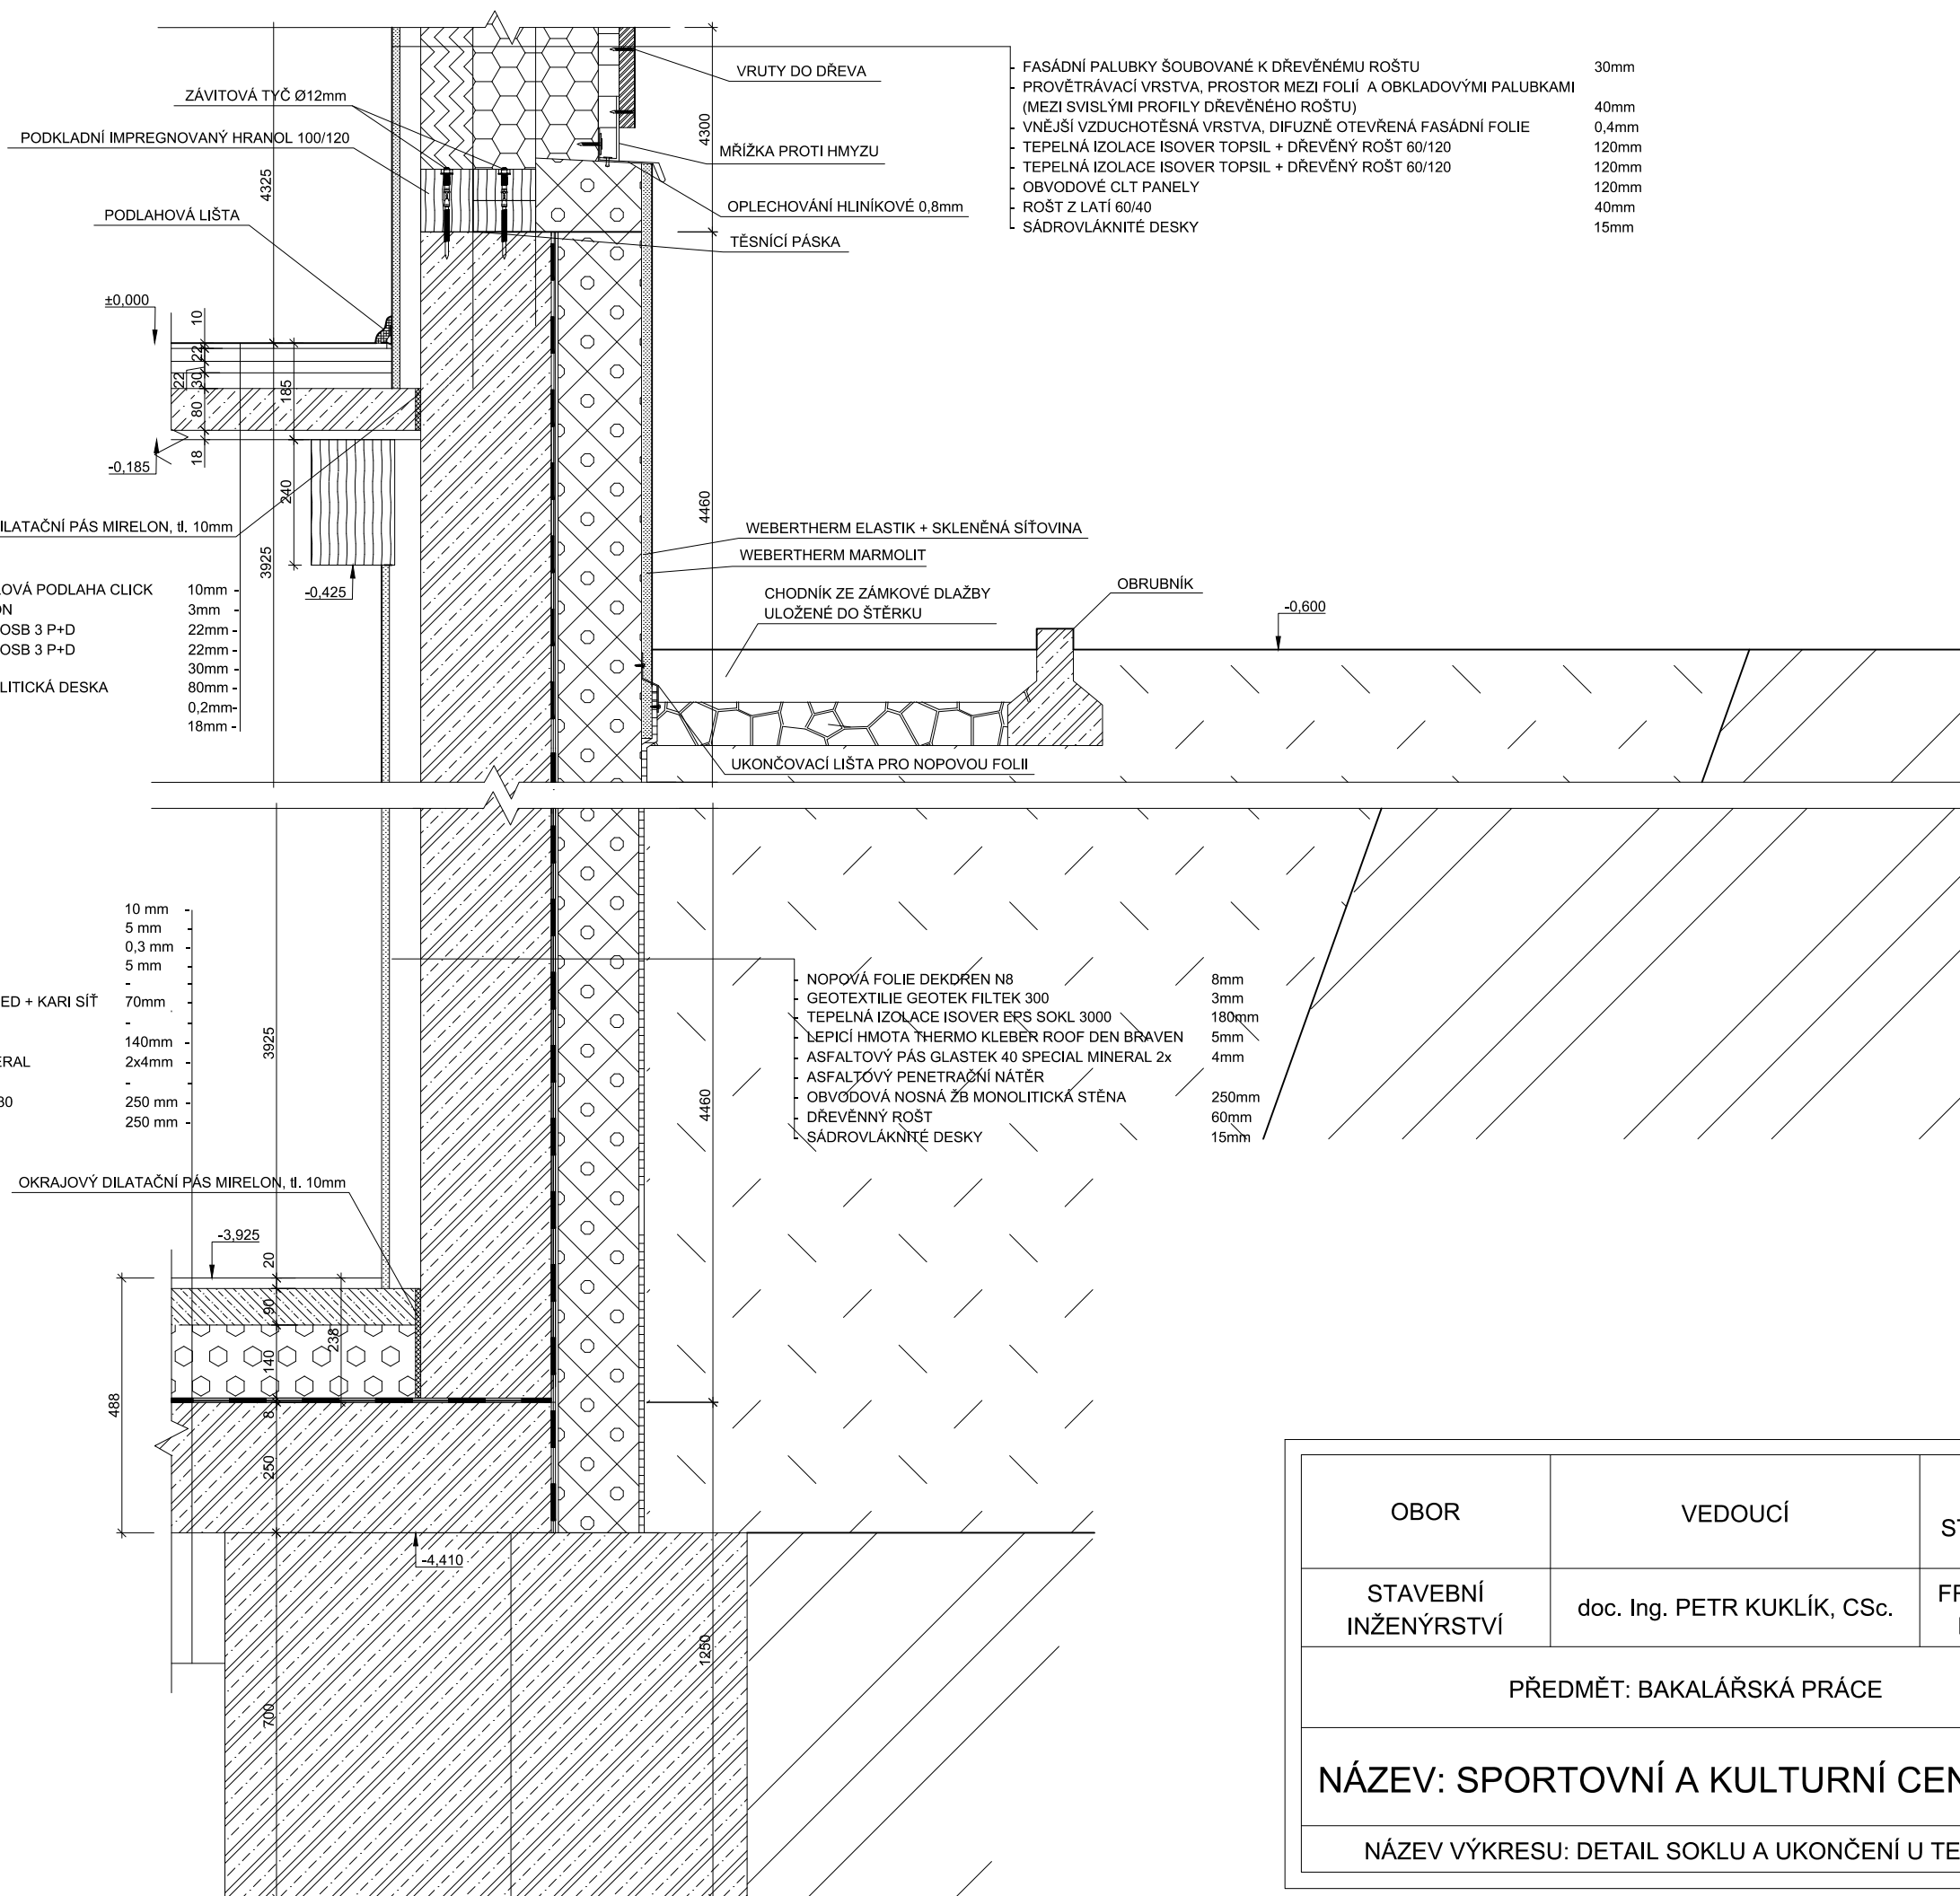 ZÁVITOVÁ TYČ Ø12mm
PODKLADNÍ IMPREGNOVANÝ HRANOL 100/120
PODLAHOVÁ LIŠTA
VRUTY DO DŘEVA
MŘÍŽKA PROTI HMYZU
OPLECHOVÁNÍ HLINÍKOVÉ 0,8mm
TĚSNÍCÍ PÁSKA
- FASÁDNÍ PALUBKY ŠOUBOVANÉ K DŘEVĚNÉMU ROŠTU 30mm
- PROVĚTRÁVACÍ VRSTVA, PROSTOR MEZI FOLIÍ A OBKLADOVÝMI PALUBKAMI
(MEZI SVISLÝMI PROFILY DŘEVĚNÉHO ROŠTU) 40mm
- VNĚJŠÍ VZDUCHOTĚSNÁ VRSTVA, DIFUZNĚ OTEVŘENÁ FASÁDNÍ FOLIE 0,4mm
- TEPELNÁ IZOLACE ISOVER TOPSIL + DŘEVĚNÝ ROŠT 60/120 120mm
- TEPELNÁ IZOLACE ISOVER TOPSIL + DŘEVĚNÝ ROŠT 60/120 120mm
- OBVODOVÉ CLT PANELY 120mm
- ROŠT Z LATÍ 60/40 40mm
- SÁDROVLÁKNITÉ DESKY 15mm
4325
4300
±0,000
10
22
22
30
80
18
185
240
-0,185
-0,425
3925
4460
ILATAČNÍ PÁS MIRELON, tl. 10mm
OVÁ PODLAHA CLICK 10mm -
ON 3mm -
OSB 3 P+D 22mm -
OSB 3 P+D 22mm -
30mm -
LITICKÁ DESKA 80mm -
0,2mm-
18mm -
WEBERTHERM ELASTIK + SKLENĚNÁ SÍŤOVINA
WEBERTHERM MARMOLIT
CHODNÍK ZE ZÁMKOVÉ DLAŽBY
ULOŽENÉ DO ŠTĚRKU
OBRUBNÍK
-0,600
UKONČOVACÍ LIŠTA PRO NOPOVOU FOLII
10 mm -
5 mm -
0,3 mm -
5 mm -
-
ED + KARI SÍŤ 70mm -
-
140mm -
ERAL 2x4mm -
-
30 250 mm -
250 mm -
3925
4460
- NOPOVÁ FOLIE DEKDREN N8 8mm
- GEOTEXTILIE GEOTEK FILTEK 300 3mm
- TEPELNÁ IZOLACE ISOVER EPS SOKL 3000 180mm
- LEPICÍ HMOTA THERMO KLEBER ROOF DEN BRAVEN 5mm
- ASFALTOVÝ PÁS GLASTEK 40 SPECIAL MINERAL 2x 4mm
- ASFALTOVÝ PENETRAČNÍ NÁTĚR
- OBVODOVÁ NOSNÁ ŽB MONOLITICKÁ STĚNA 250mm
- DŘEVĚNNÝ ROŠT 60mm
- SÁDROVLÁKNITÉ DESKY 15mm
OKRAJOVÝ DILATAČNÍ PÁS MIRELON, tl. 10mm
-3,925
20
90
140
238
8
250
488
-4,410
700
1250
OBOR
VEDOUCÍ
ST
STAVEBNÍ
INŽENÝRSTVÍ
doc. Ing. PETR KUKLÍK, CSc.
PŘEDMĚT: BAKALÁŘSKÁ PRÁCE
NÁZEV: SPORTOVNÍ A KULTURNÍ CEN
NÁZEV VÝKRESU: DETAIL SOKLU A UKONČENÍ U TE